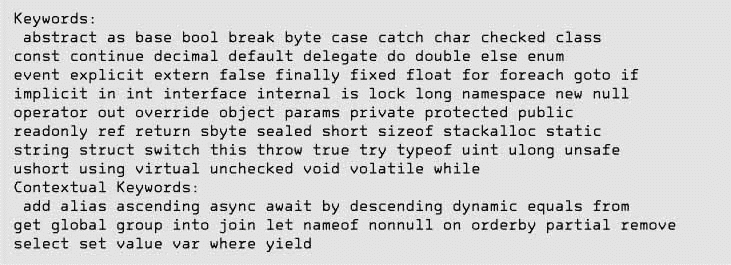 Keywords:
abstract as base bool break byte case catch char checked class
const continue decimal default delegate do double else enum
event explicit extern false finally fixed float for foreach goto if
implicit in int interface internal is lock long namespace new null
operator out override object params private protected public
readonly ref return sbyte sealed short sizeof stackalloc static
string struct switch this throw true try typeof uint ulong unsafe
ushort using virtual unchecked void volatile while
Contextual Keywords:
add alias ascending async await by descending dynamic equals from
get global group into join let nameof nonnull on orderby partial remove
select set value var where yield